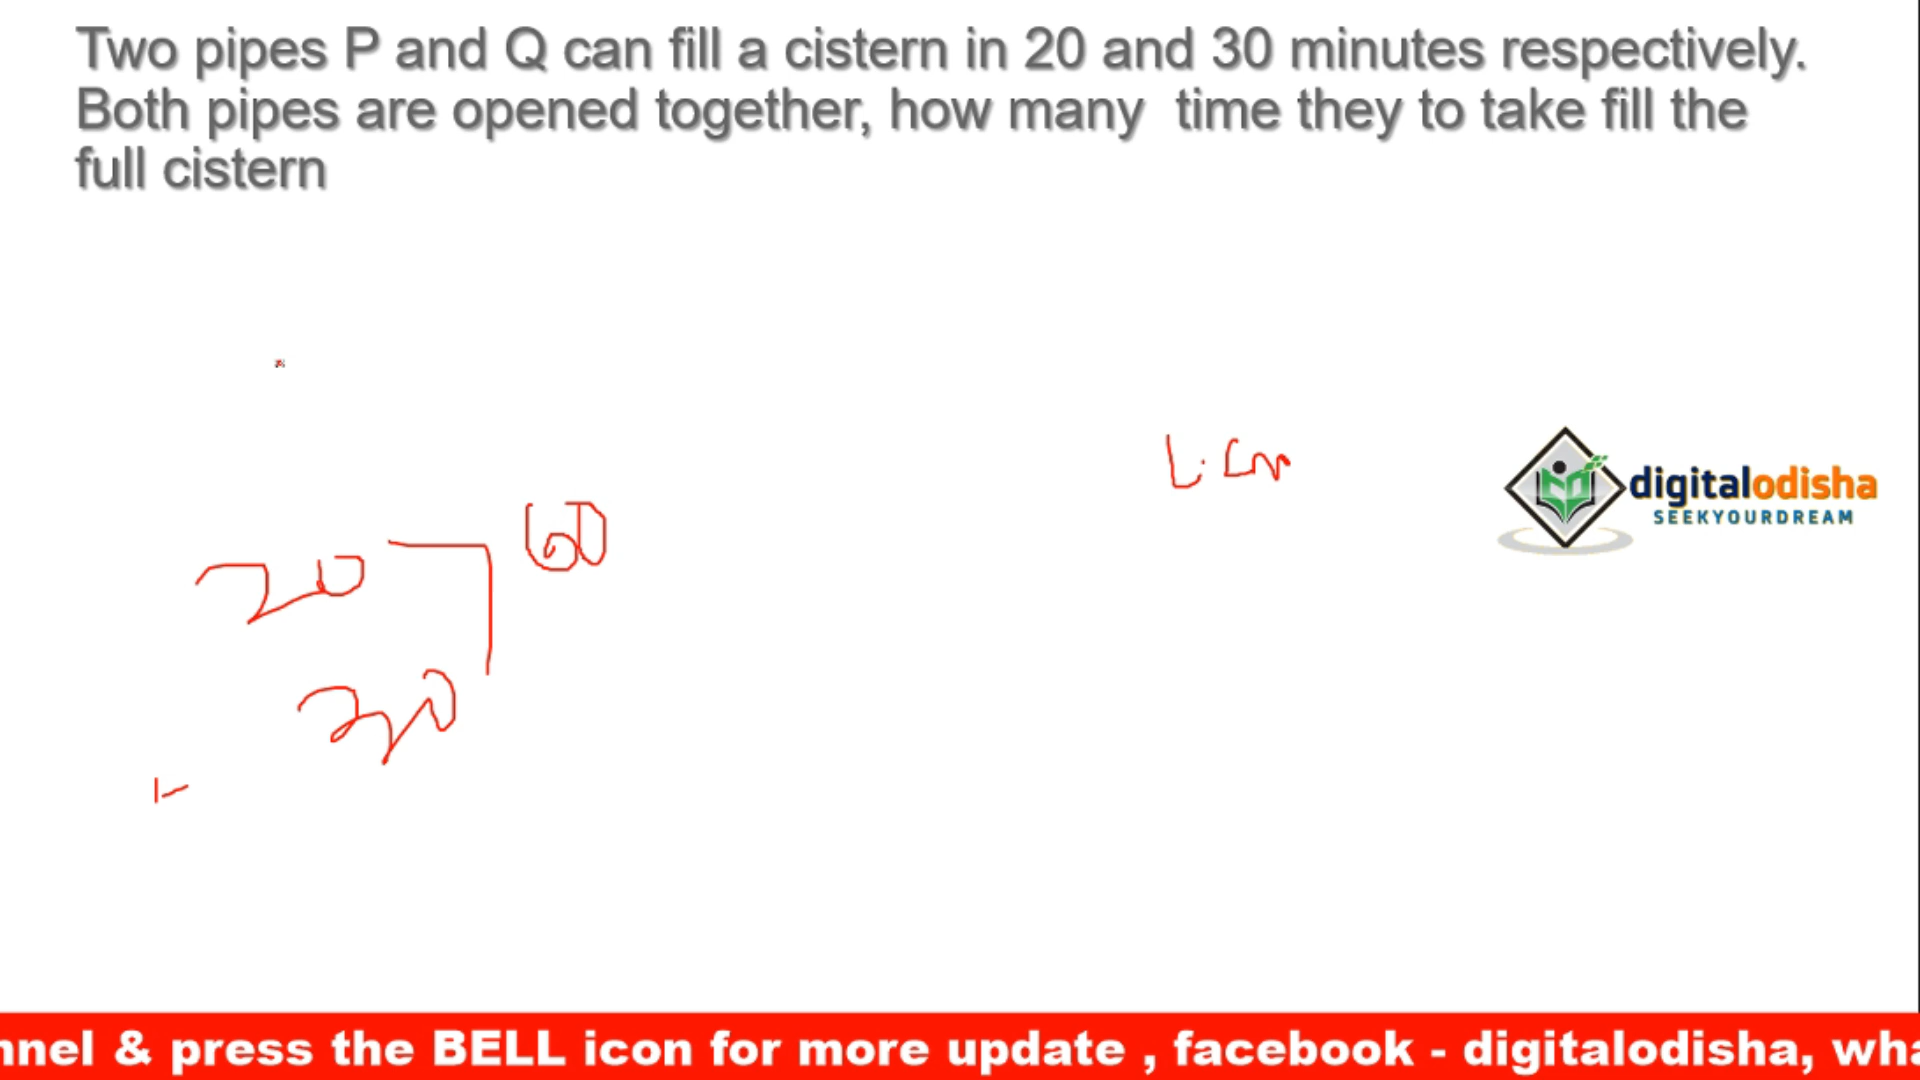 Two pipes P and Q can fill a cistern in 20 and 30 minutes respectively.
Both pipes are opened together, how many time they to take fill the
full cistern
L.Cm
digitalodisha
SEEKYOURDREAM
60
20
30
nnel & press the BELL icon for more update , facebook - digitalodisha, wha